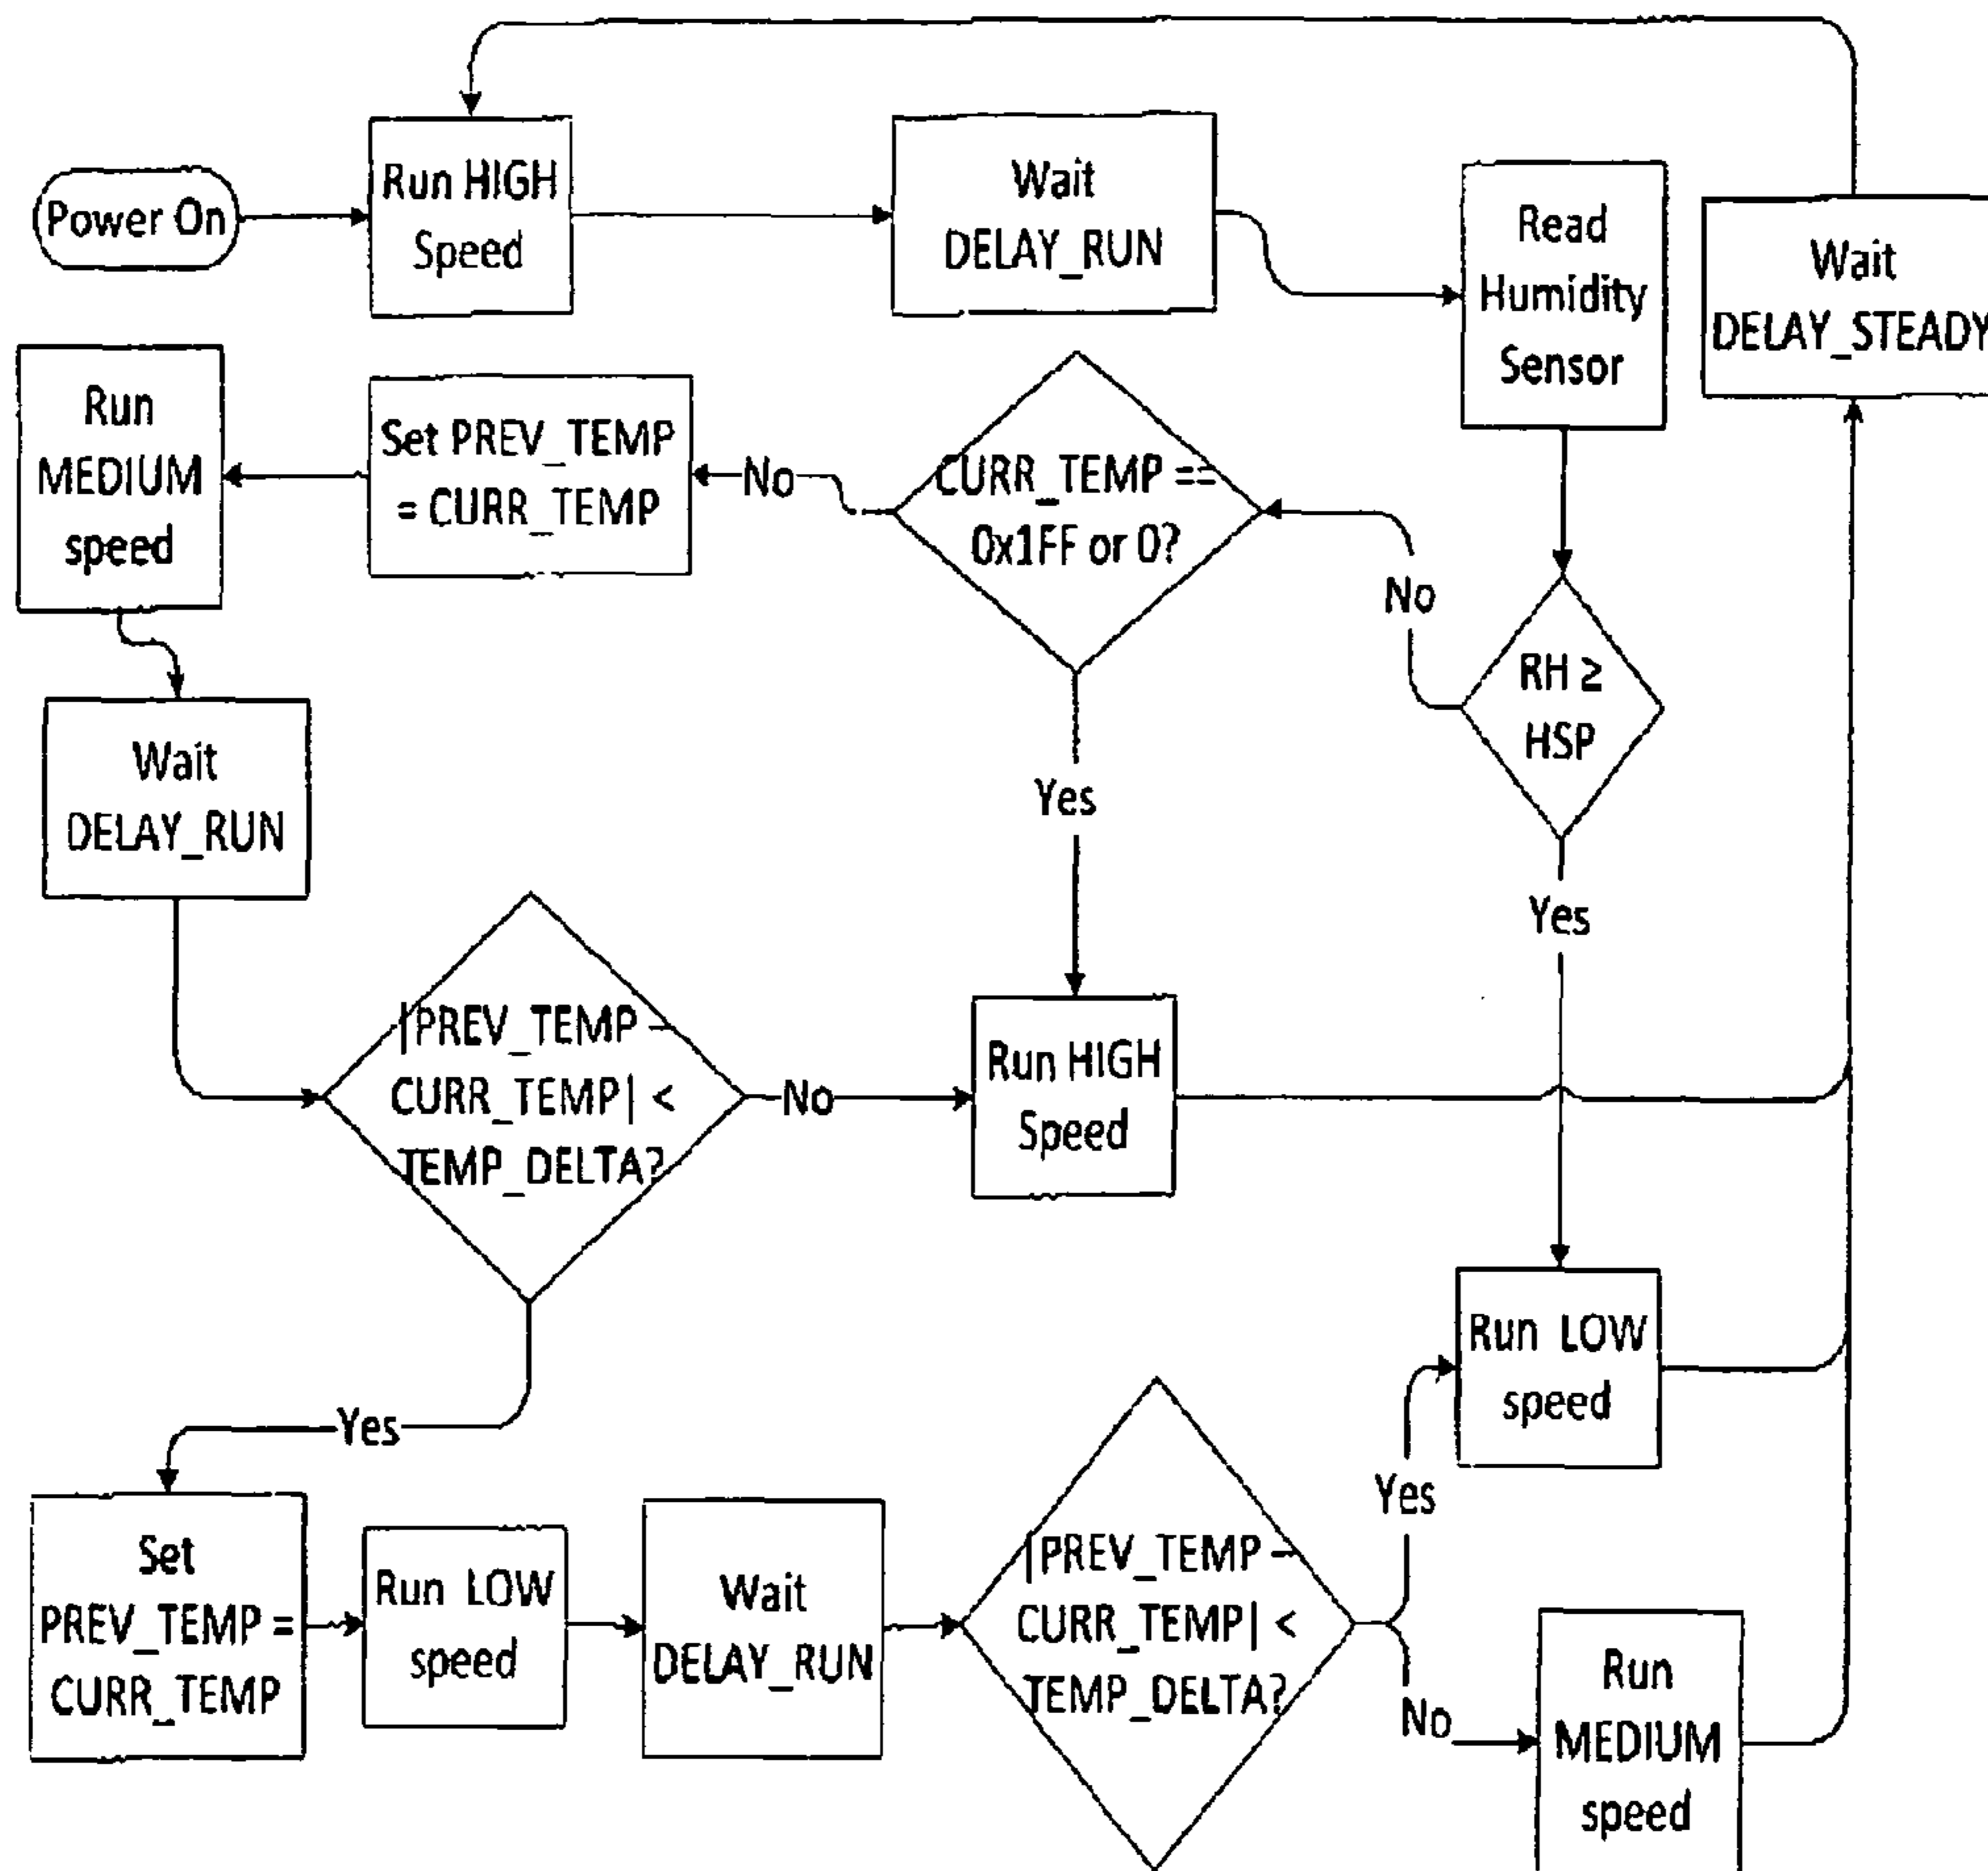 Power On
Run HIGH
Speed
Wait
DELAY_RUN
Read
Humidity
Sensor
Wait
DELAY_STEADY
RH ≥
HSP
No
Yes
CURR_TEMP ==
0x1FF or 0?
No
Yes
Set PREV_TEMP
= CURR_TEMP
Run
MEDIUM
speed
Wait
DELAY_RUN
|PREV_TEMP –
CURR_TEMP| <
TEMP_DELTA?
No
Run HIGH
Speed
Yes
Set
PREV_TEMP =
CURR_TEMP
Run LOW
speed
Wait
DELAY_RUN
|PREV_TEMP –
CURR_TEMP| <
TEMP_DELTA?
Yes
Run LOW
speed
No
Run
MEDIUM
speed